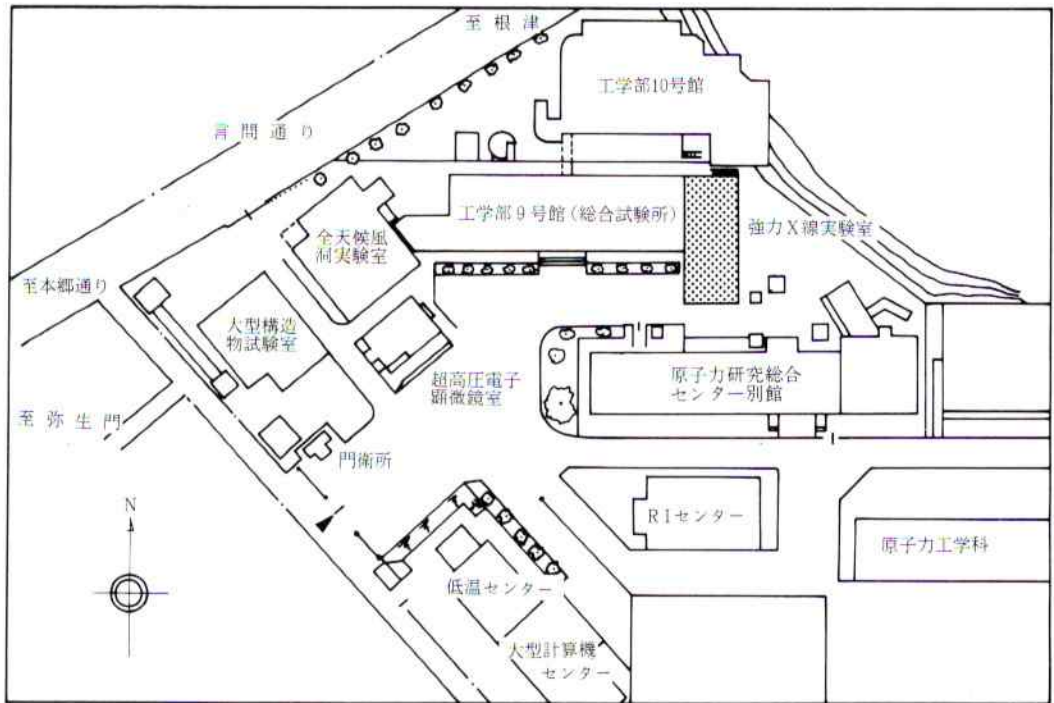 至根津
工学部10号館
言問通り
工学部9号館(総合試験所)
強力X線実験室
全天候風
洞実験室
至本郷通り
大型構造
物試験室
超高圧電子
顕微鏡室
原子力研究総合
センター別館
至弥生門
門衛所
N
RIセンター
原子力工学科
低温センター
大型計算機
センター